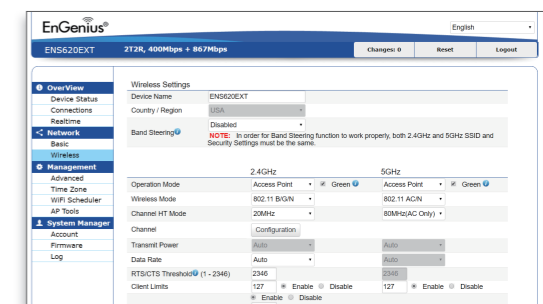 EnGenius®
English
ENS620EXT 2T2R, 400Mbps + 867Mbps Changes: 0 Reset Logout
OverView
Device Status
Connections
Realtime
Network
Basic
Wireless
Management
Advanced
Time Zone
WiFi Scheduler
AP Tools
System Manager
Account
Firmware
Log
Wireless Settings
Device Name ENS620EXT
Country / Region USA
Band Steering Disabled
NOTE: In order for Band Steering function to work properly, both 2.4GHz and 5GHz SSID and
Security Settings must be the same.
2.4GHz 5GHz
Operation Mode Access Point Green Access Point Green
Wireless Mode 802.11 B/G/N 802.11 AC/N
Channel HT Mode 20MHz 80MHz(AC Only)
Channel Configuration
Transmit Power Auto Auto
Data Rate Auto Auto
RTS/CTS Threshold (1 - 2346) 2346 2346
Client Limits 127 Enable Disable 127 Enable Disable
Enable Disable